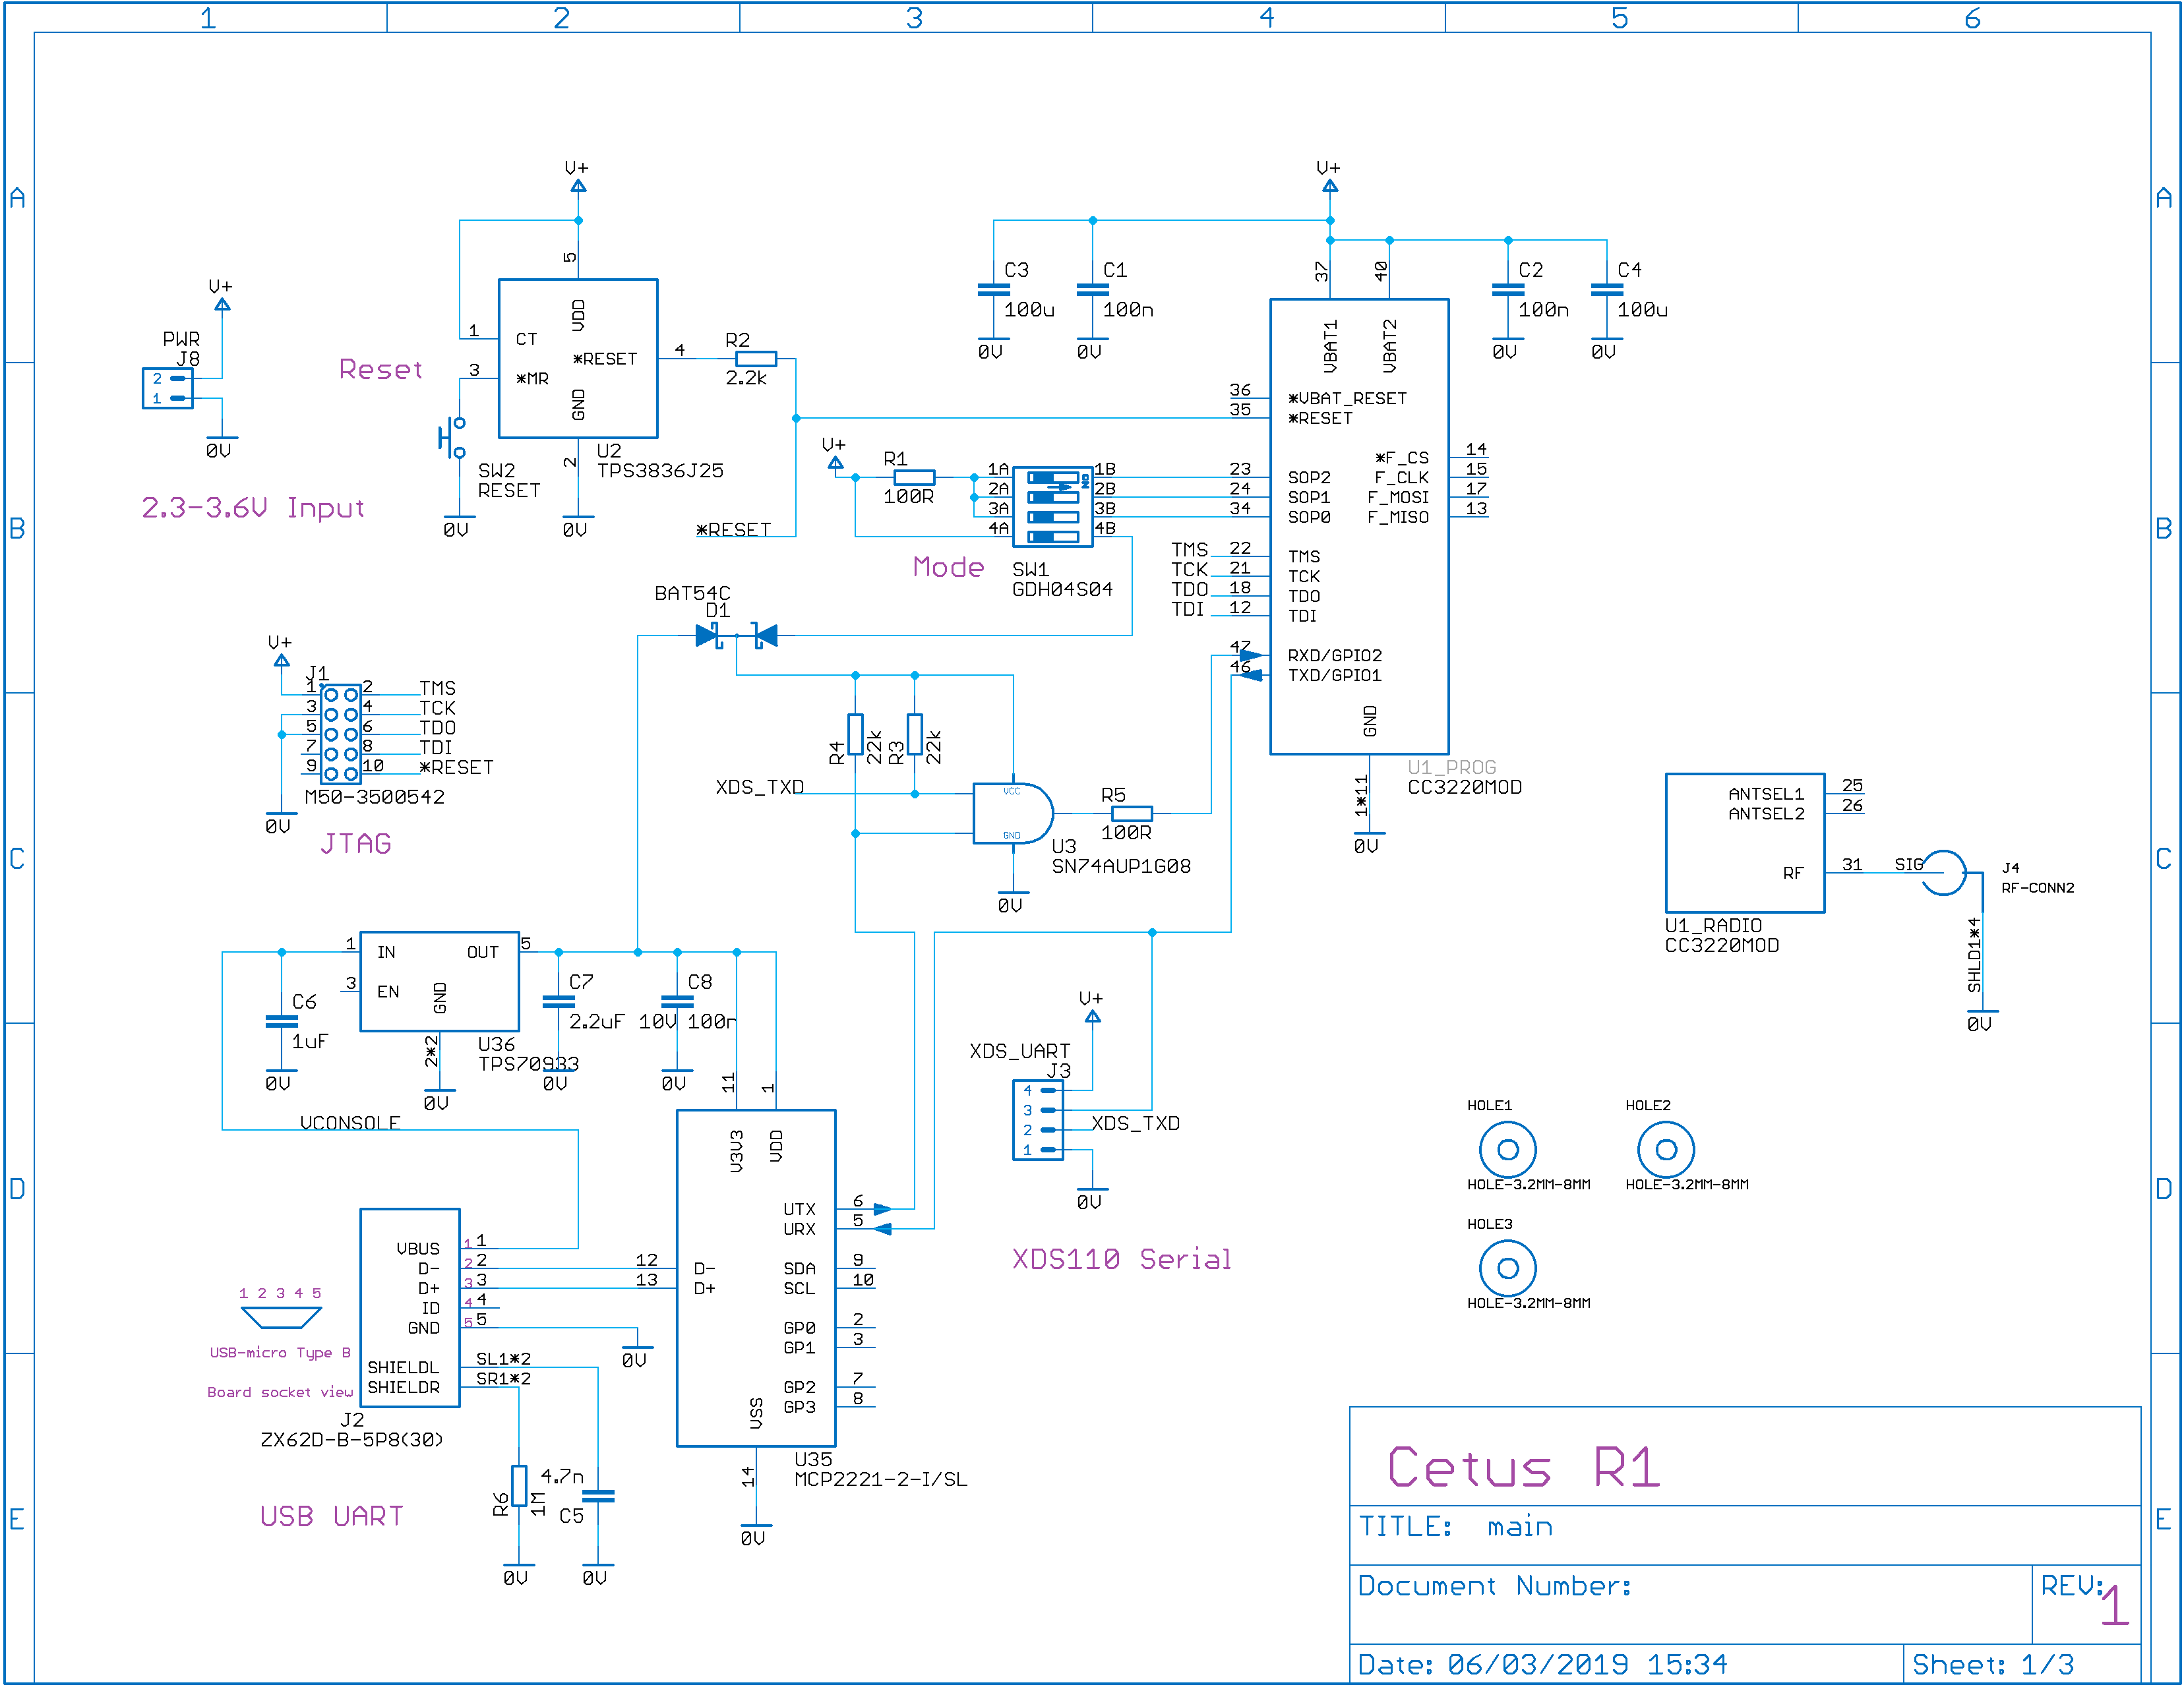 1 2 3 4 5 6
A A
B B
C C
D D
E E
V+
PWR
J8
2
1
0V
2.3-3.6V Input
Reset
V+
5
VDD
1 CT
3 *MR
*RESET 4
GND
2
U2
TPS3836J25
SW2
RESET
0V
0V
R2
2.2k
*RESET
V+
C3
100u
0V
C1
100n
0V
C2
100n
0V
C4
100u
0V
37 40
VBAT1 VBAT2
36 *VBAT_RESET
35 *RESET
23 SOP2
24 SOP1
34 SOP0
TMS 22 TMS
TCK 21 TCK
TDO 18 TDO
TDI 12 TDI
47 RXD/GPIO2
46 TXD/GPIO1
*F_CS 14
F_CLK 15
F_MOSI 17
F_MISO 13
GND
1*11
0V
U1_PROG
CC3220MOD
V+
R1
100R
1A 1B
2A 2B
3A 3B
4A 4B
ON
Mode
SW1
GDH04S04
BAT54C
D1
R4
22k
R3
22k
XDS_TXD
VCC
GND
U3
SN74AUP1G08
0V
R5
100R
V+
J1
1 2 TMS
3 4 TCK
5 6 TDO
7 8 TDI
9 10 *RESET
M50-3500542
0V
JTAG
ANTSEL1 25
ANTSEL2 26
RF 31
SIG
J4
RF-CONN2
SHLD1*4
0V
U1_RADIO
CC3220MOD
1 IN
3 EN
OUT 5
GND
2*2
0V
U36
TPS70933
C6
1uF
0V
C7
2.2uF 10V
0V
C8
100n
0V
VCONSOLE
V+
XDS_UART
J3
4
3
2
1
XDS_TXD
0V
XDS110 Serial
11 1
V3V3 VDD
UTX 6
URX 5
SDA 9
SCL 10
GP0 2
GP1 3
GP2 7
GP3 8
12 D-
13 D+
VSS
14
0V
U35
MCP2221-2-I/SL
VBUS 1 1
D- 2 2
D+ 3 3
ID 4 4
GND 5 5
SHIELDL SL1*2
SHIELDR SR1*2
0V
J2
ZX62D-B-5P8(30)
1 2 3 4 5
USB-micro Type B
Board socket view
R6
1M
4.7n
C5
0V
0V
USB UART
HOLE1
HOLE-3.2MM-8MM
HOLE2
HOLE-3.2MM-8MM
HOLE3
HOLE-3.2MM-8MM
Cetus R1
TITLE: main
Document Number:
REV:
1
Date: 06/03/2019 15:34
Sheet: 1/3